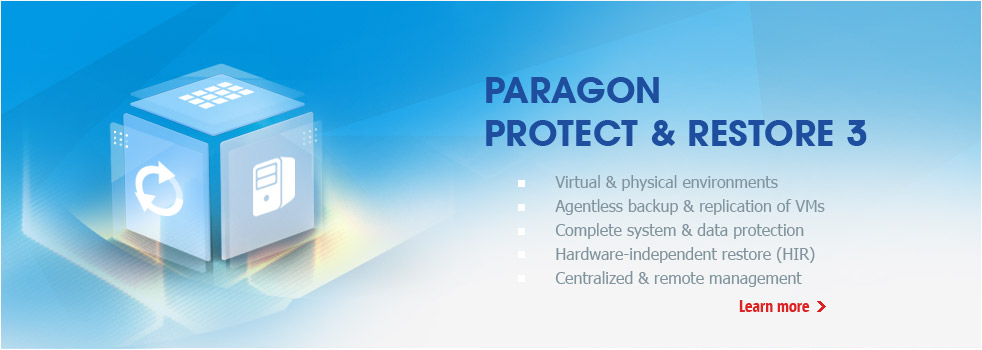 PARAGON
PROTECT & RESTORE 3
Virtual & physical environments
Agentless backup & replication of VMs
Complete system & data protection
Hardware-independent restore (HIR)
Centralized & remote management
Learn more